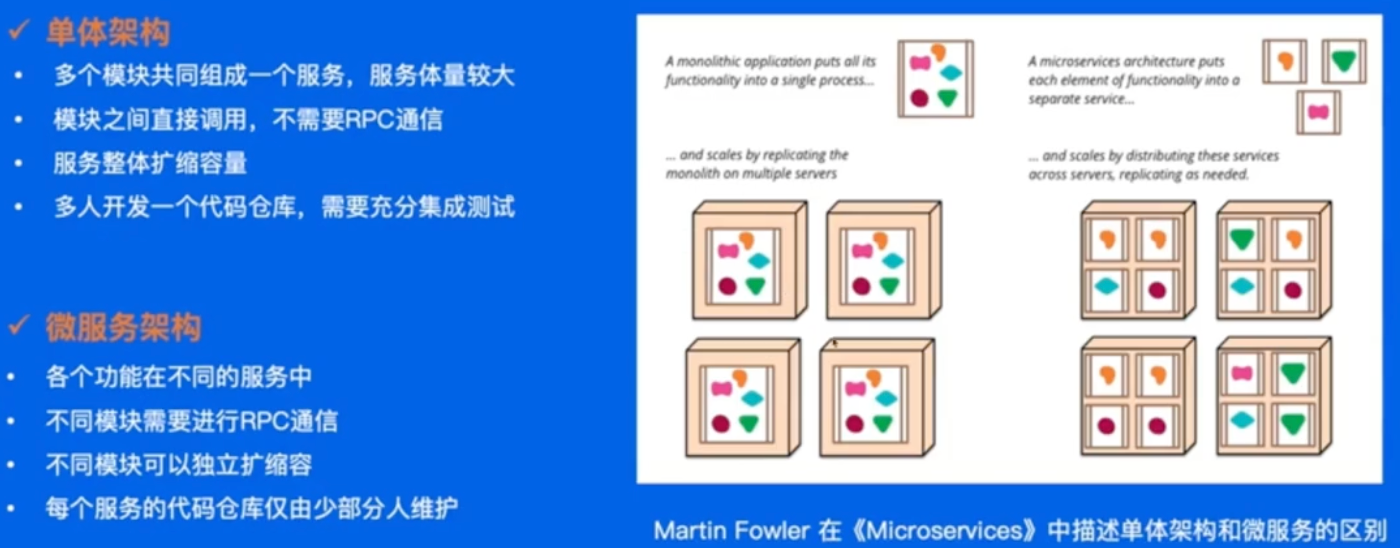 ✓ 单体架构
• 多个模块共同组成一个服务，服务体量较大
• 模块之间直接调用，不需要RPC通信
• 服务整体扩缩容量
• 多人开发一个代码仓库，需要充分集成测试
✓ 微服务架构
• 各个功能在不同的服务中
• 不同模块需要进行RPC通信
• 不同模块可以独立扩缩容
• 每个服务的代码仓库仅由少部分人维护
A monolithic application puts all its
functionality into a single process...
... and scales by replicating the
monolith on multiple servers
A microservices architecture puts
each element of functionality into a
separate service...
... and scales by distributing these services
across servers, replicating as needed.
Martin Fowler 在《Microservices》中描述单体架构和微服务的区别